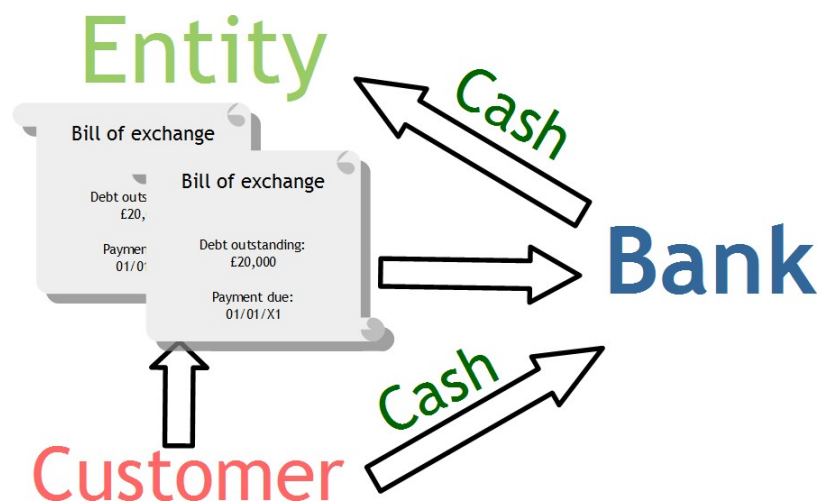 Entity
Cash
Bill of exchange
Bill of exchange
Debt outs
£20,
Debt outstanding:
£20,000
Payment
01/01
Payment due:
01/01/X1
Bank
Cash
Customer